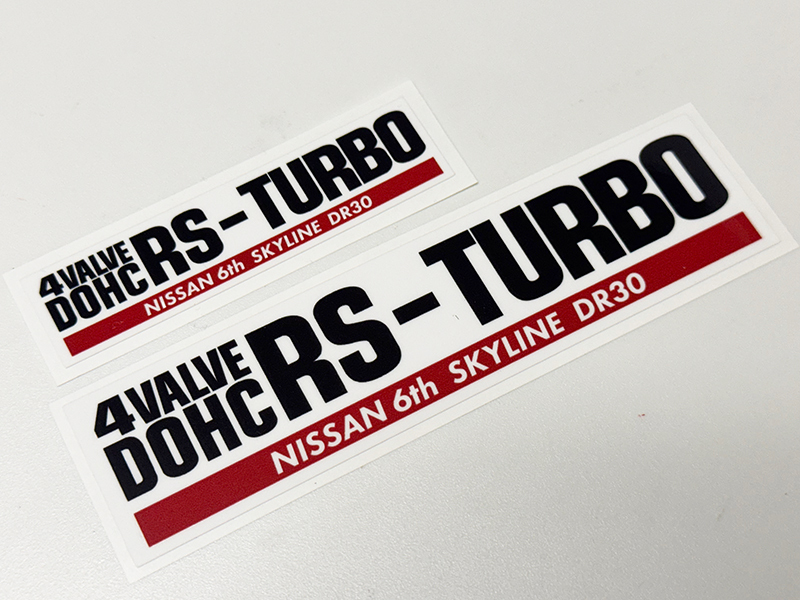 4VALVE
DOHC RS-TURBO
NISSAN 6th SKYLINE DR30
4VALVE
DOHC RS-TURBO
NISSAN 6th SKYLINE DR30